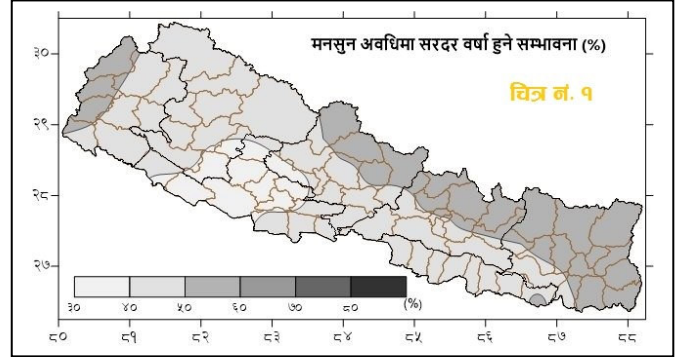 मनसुन अवधिमा सरदर वर्षा हुने सम्भावना (%)
चित्र नं. १
३०
२९
२८
२७
३० ४० ५० ६० ७० ८० (%)
८० ८१ ८२ ८३ ८४ ८५ ८६ ८७ ८८